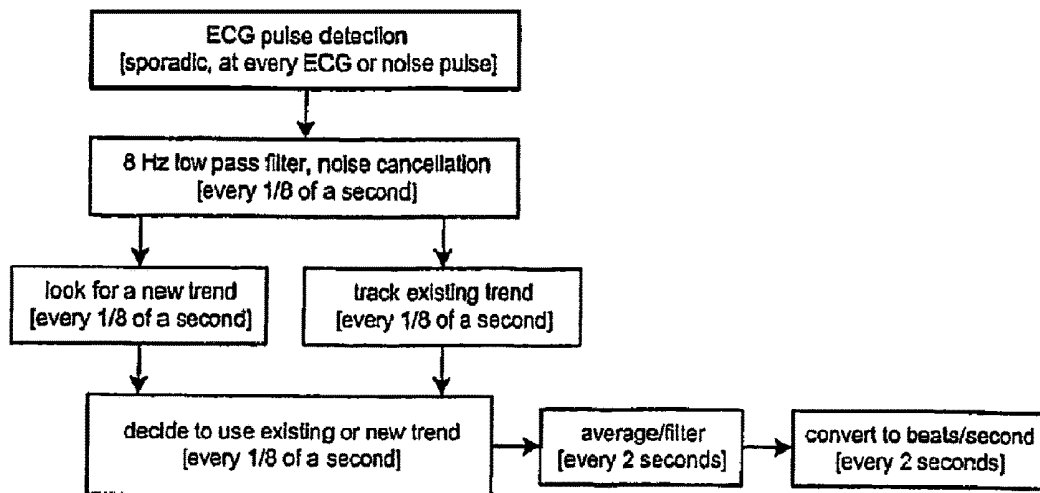 ECG pulse detection
[sporadic, at every ECG or noise pulse]
8 Hz low pass filter, noise cancellation
[every 1/8 of a second]
look for a new trend
[every 1/8 of a second]
track existing trend
[every 1/8 of a second]
decide to use existing or new trend
[every 1/8 of a second]
average/filter
[every 2 seconds]
convert to beats/second
[every 2 seconds]